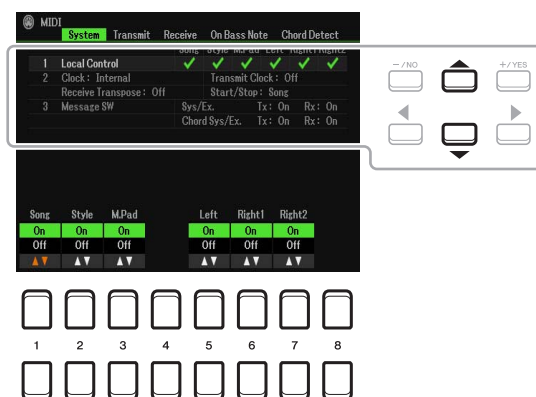 MIDI
System Transmit Receive On Bass Note Chord Detect
Song Style M.Pad Left Right1 Right2
1 Local Control
2 Clock: Internal Transmit Clock: Off
Receive Transpose: Off Start/Stop: Song
3 Message SW Sys/Ex. Tx: On Rx: On
Chord Sys/Ex. Tx: On Rx: On
-/NO +/YES
Song Style M.Pad Left Right1 Right2
On On On On On On
Off Off Off Off Off Off
1 2 3 4 5 6 7 8